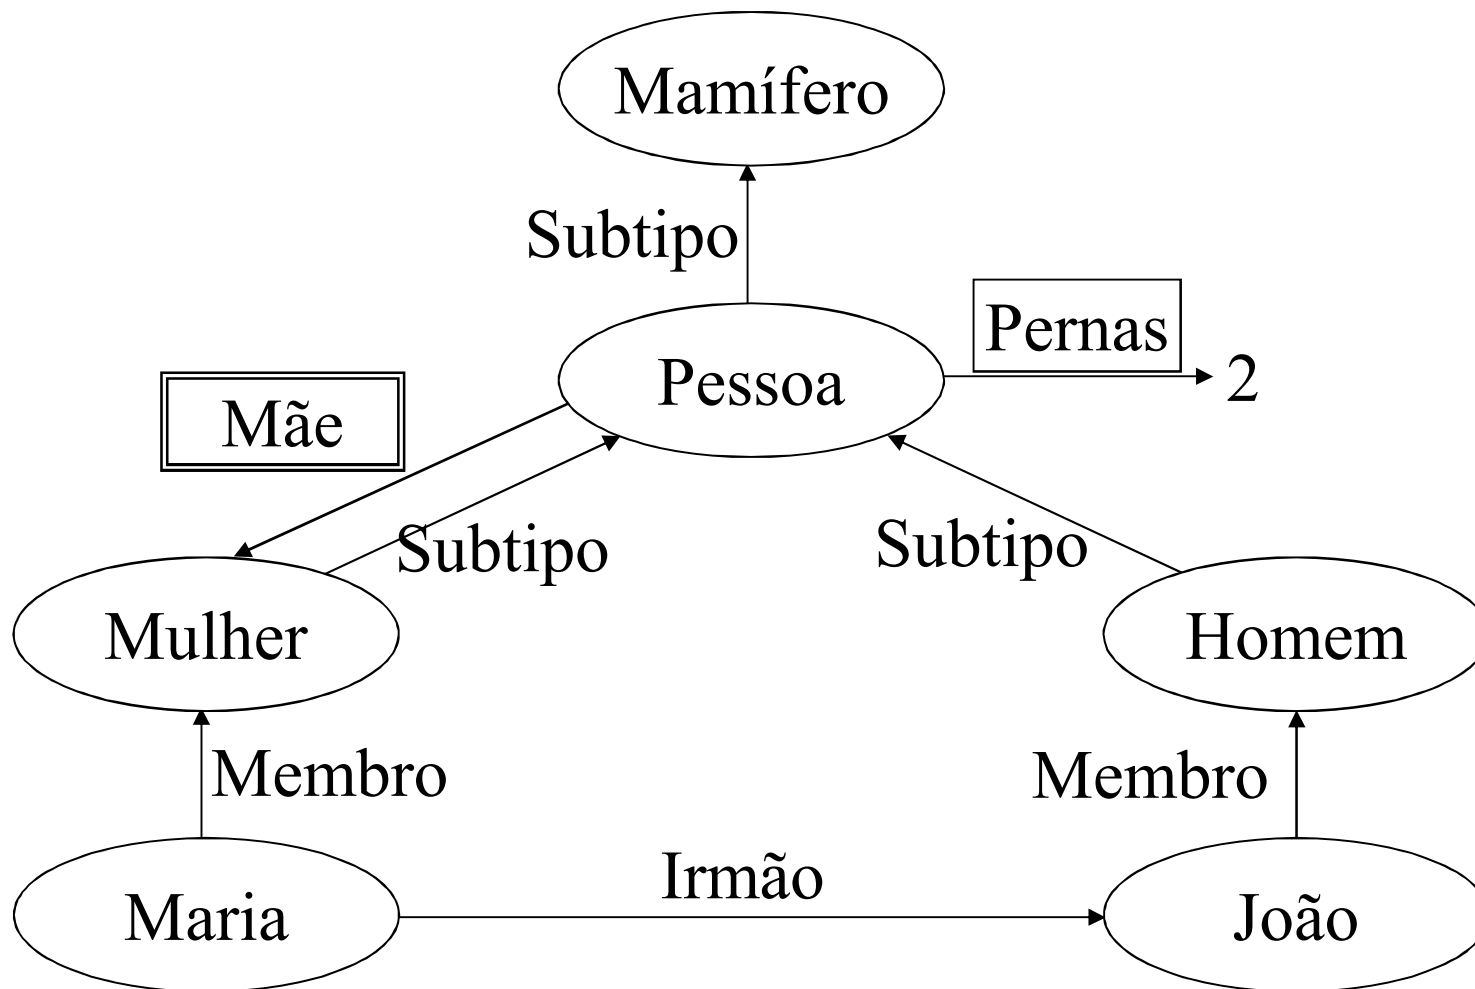 Mamífero
Subtipo
Pernas
Pessoa
2
Mãe
Subtipo
Subtipo
Mulher
Homem
Membro
Membro
Irmão
Maria
João